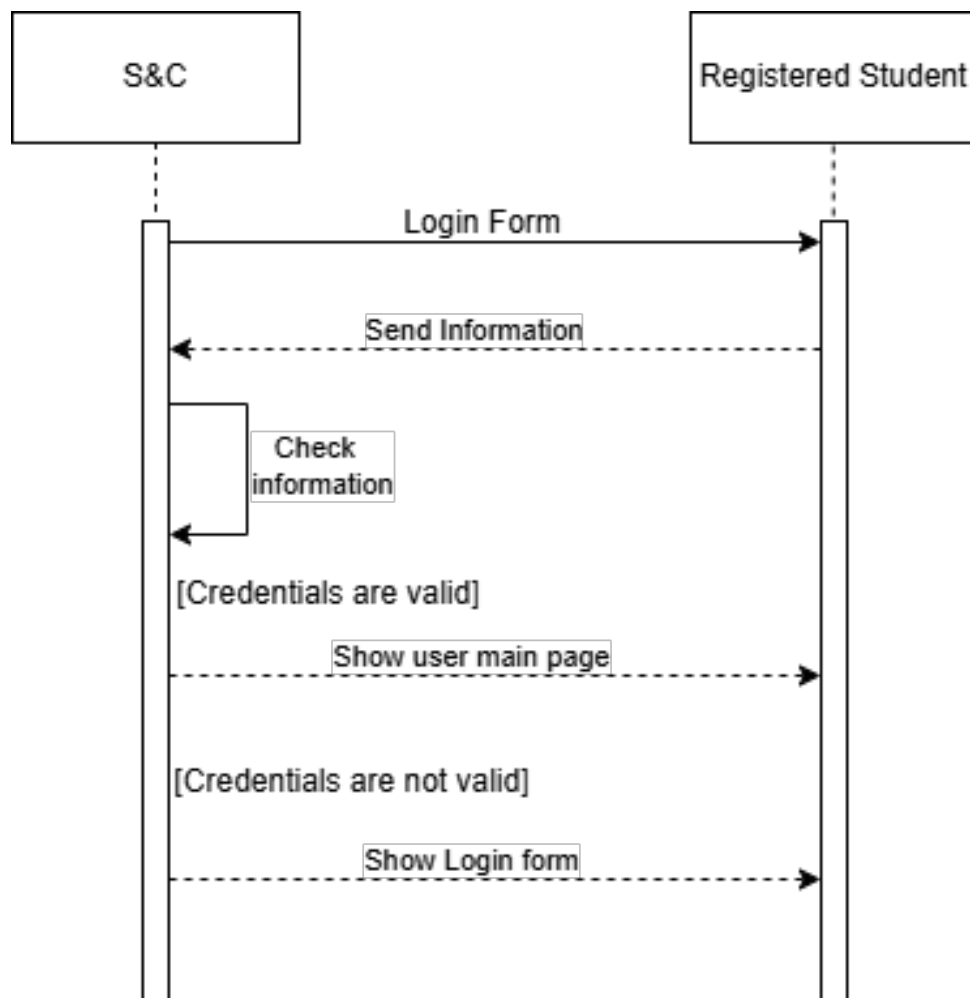 S&C
Registered Student
Login Form
Send Information
Check
information
[Credentials are valid]
Show user main page
[Credentials are not valid]
Show Login form